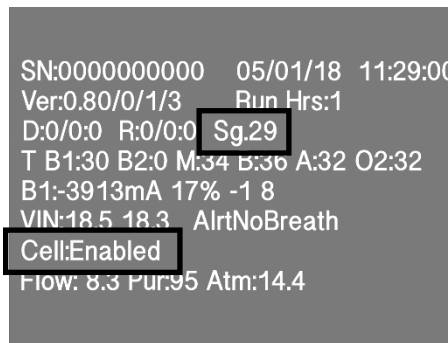 SN:0000000000 05/01/18 11:29:00
Ver:0.80/0/1/3 Run Hrs:1
D:0/0:0 R:0/0:0 Sg.29
T B1:30 B2:0 M:34 B:36 A:32 O2:32
B1:-3913mA 17% -1 8
VIN:18.5 18.3 AlrtNoBreath
Cell:Enabled
Flow: 8.3 Pur:95 Atm:14.4